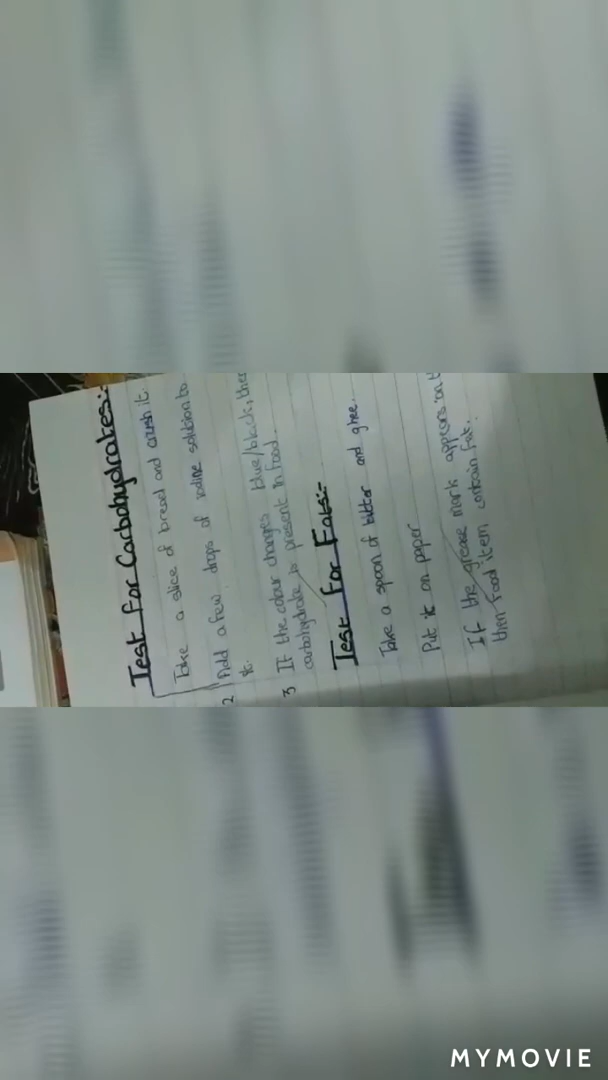 Test For Carbohydrates:-
Take a slice of bread and crush it.
2 Add a few drops of iodine solution to
it.
3 If the colour changes blue/black, then
carbohydrate is present in food.
Test For Fats:-
Take a spoon of butter and ghee.
Put it on paper
If the grease mark appears on
then food item contain fat.
MYMOVIE